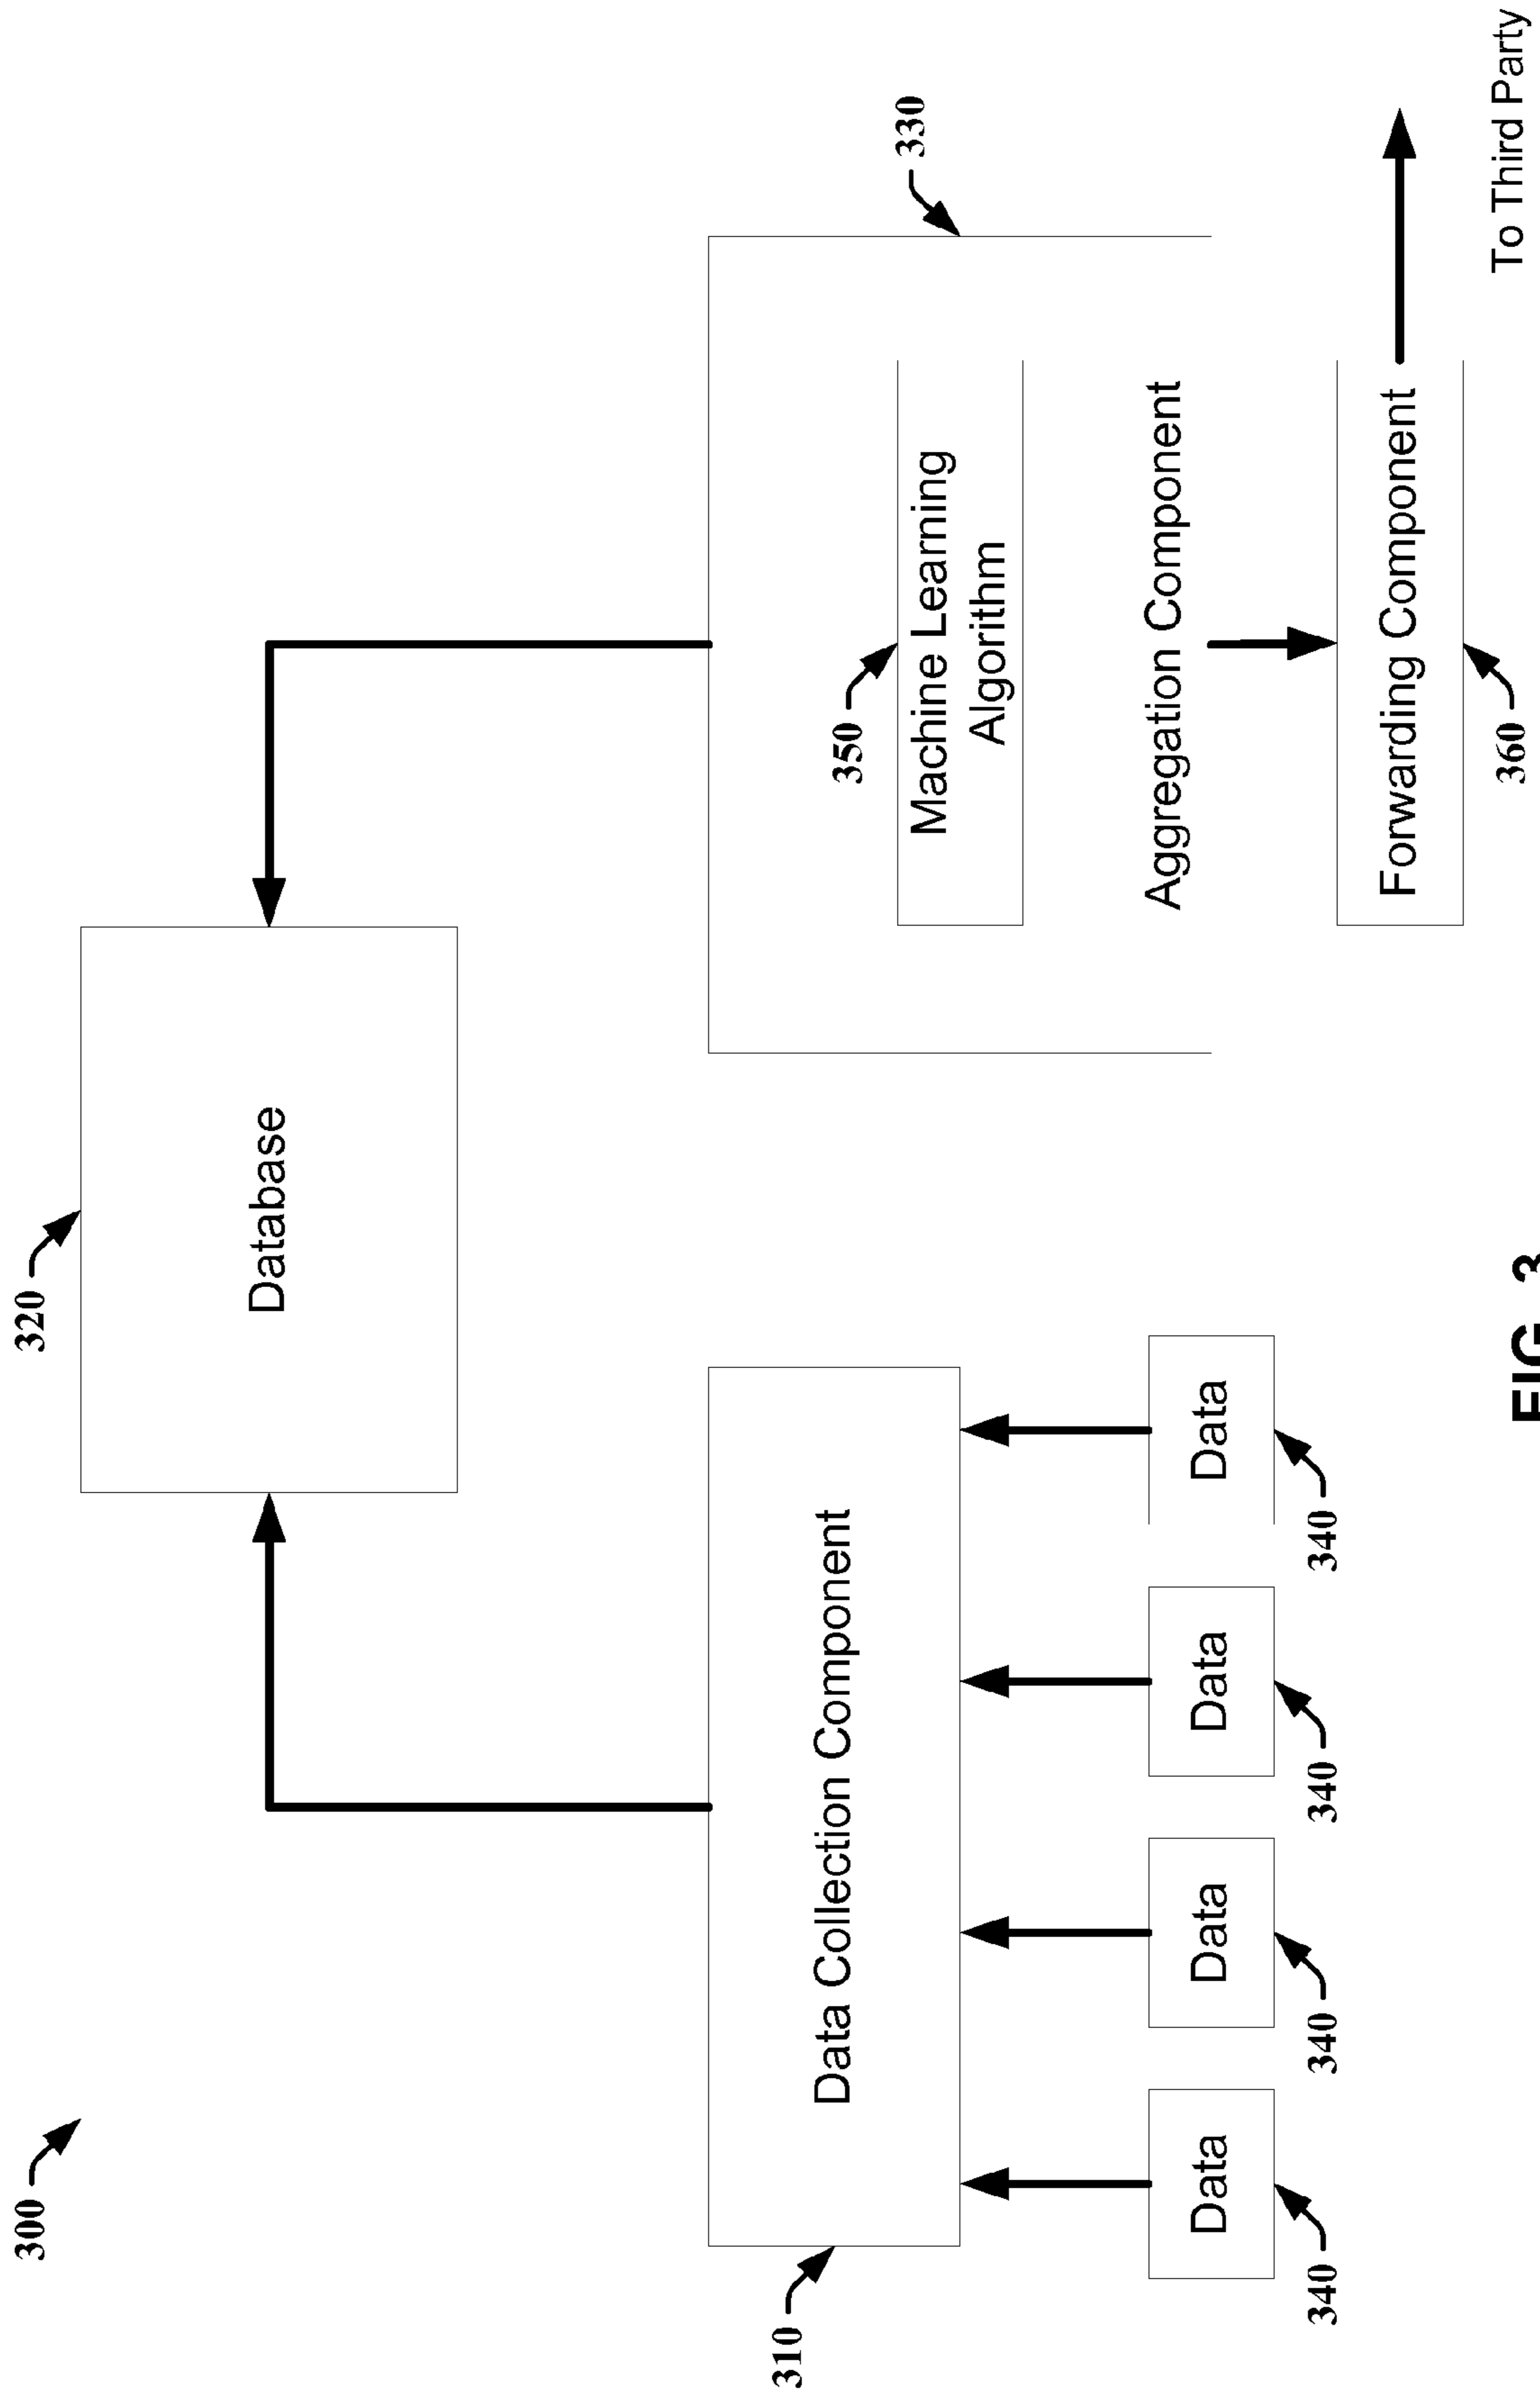 300
320
Database
310
Data Collection Component
330
350
Machine Learning
Algorithm
Aggregation Component
Data
Data
Data
Data
340
340
340
340
Forwarding Component
360
To Third Party
FIG. 3